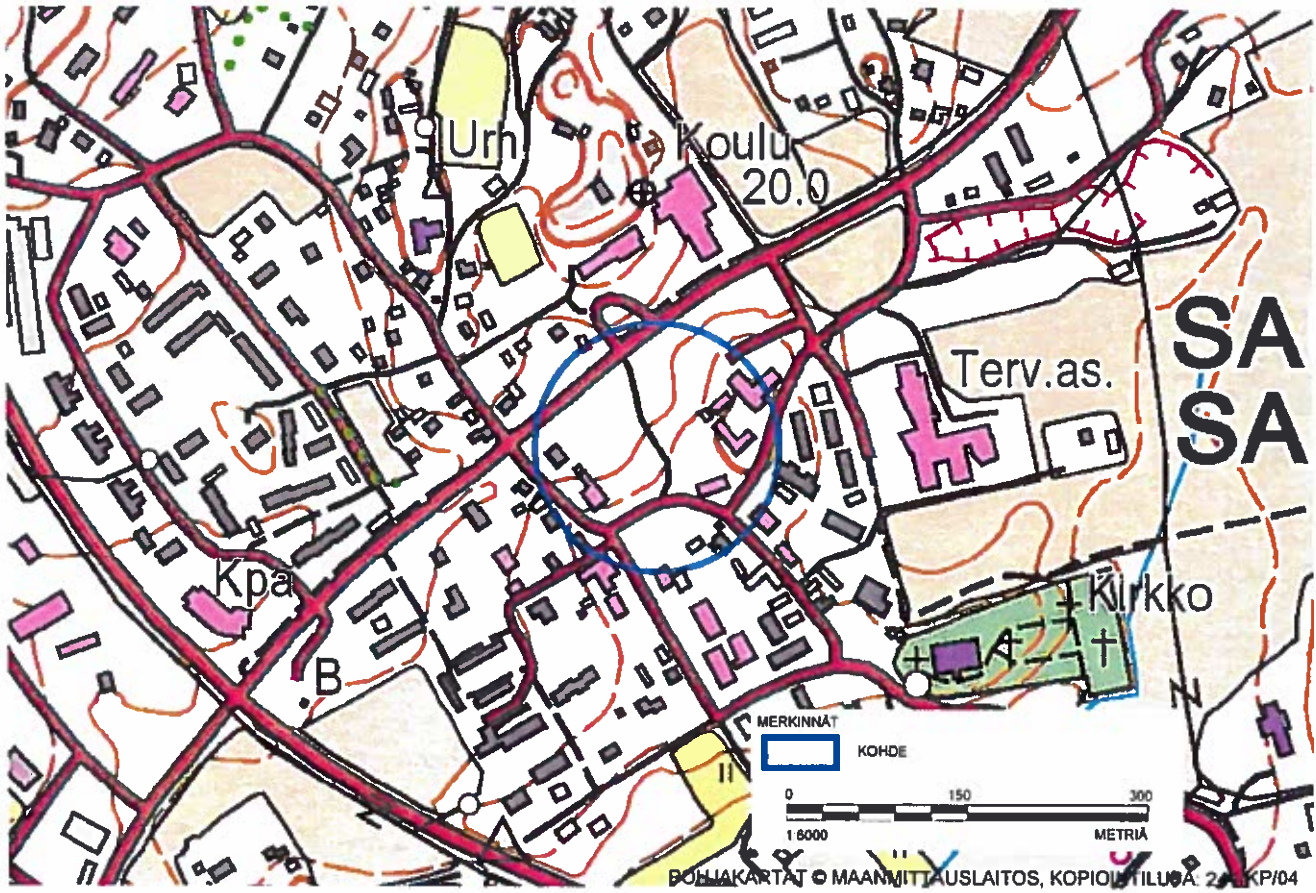 Urh
Koulu
20.0
SA
SA
Terv.as.
Kpa
Kirkko
B
MERKINNÄT
KOHDE
0 150 300
1:6000 METRIÄ
POHJAKARTAT © MAANMITTAUSLAITOS, KOPIOINTILUPA KP/04